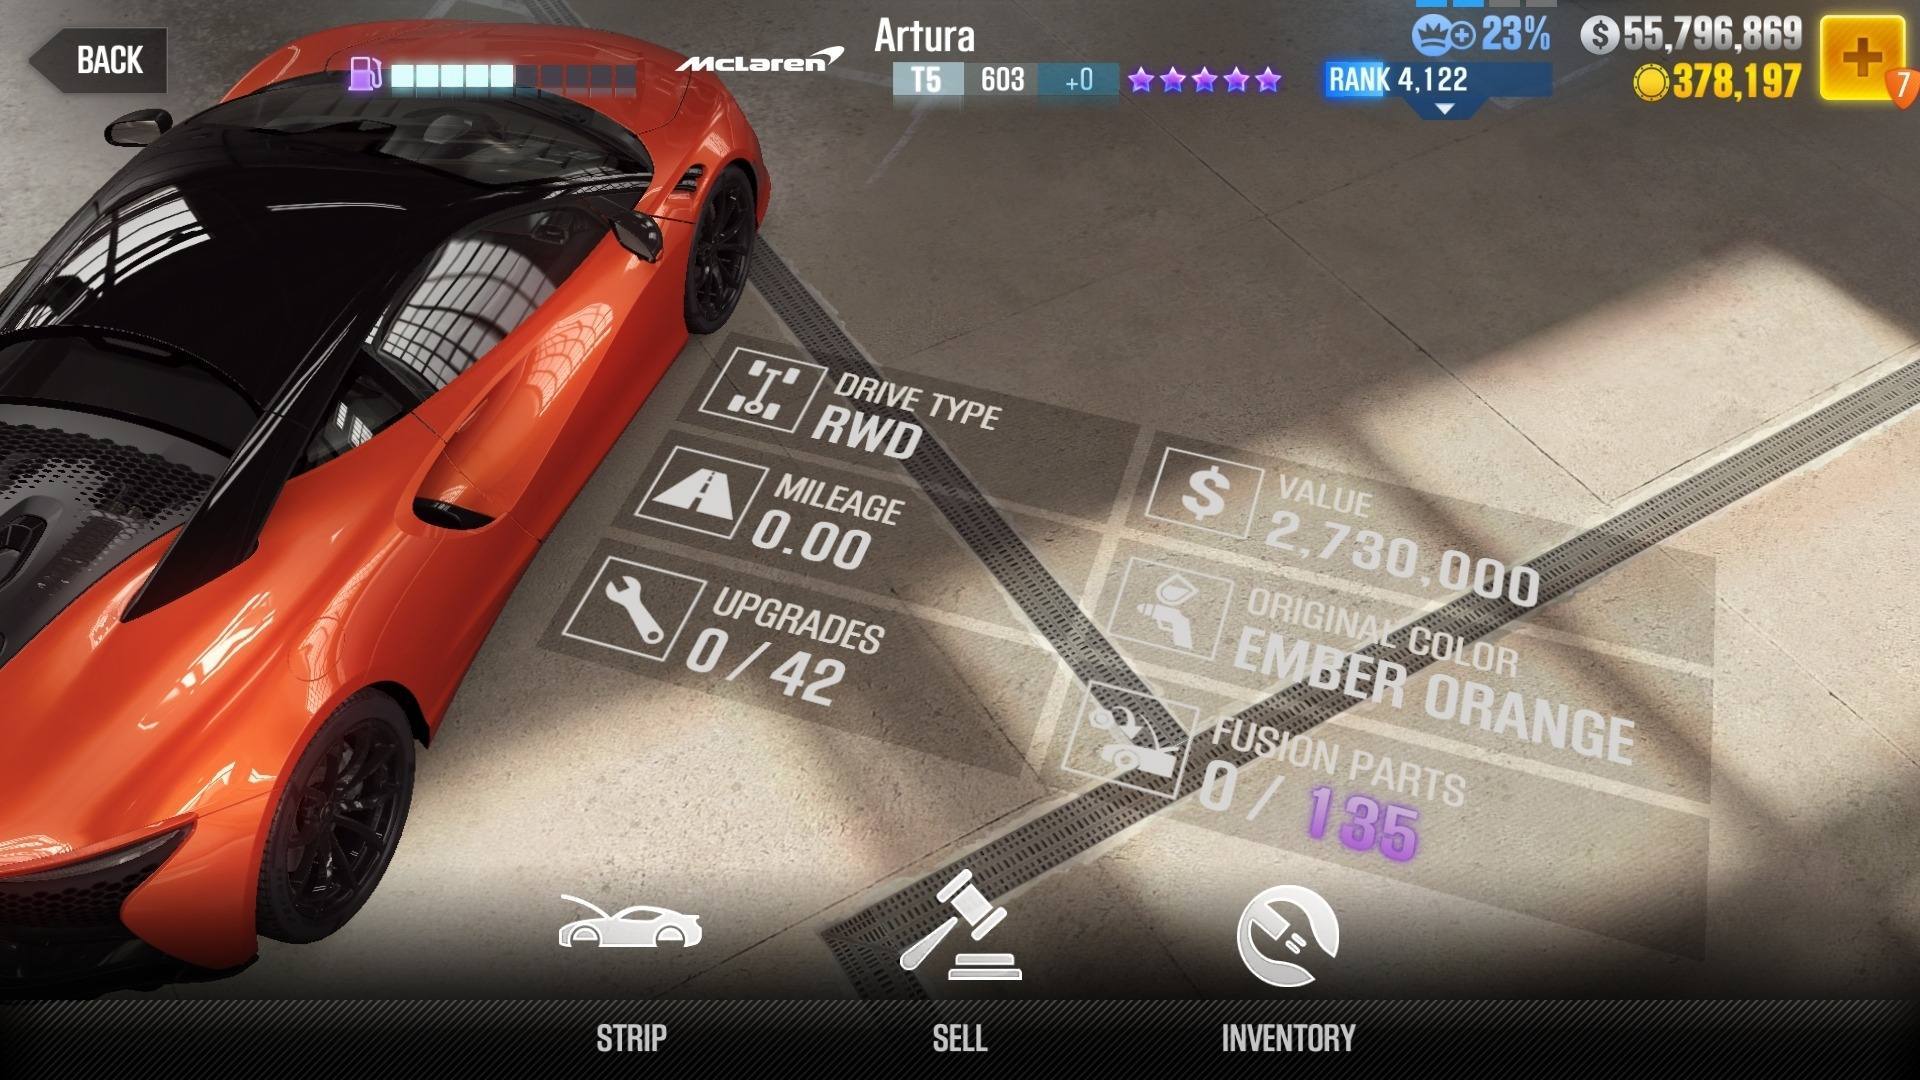 BACK
McLaren
Artura
T5 603 +0
23%
RANK 4,122
$ 55,796,869
378,197
7
DRIVE TYPE
RWD
MILEAGE
0.00
UPGRADES
0 / 42
$
VALUE
2,730,000
ORIGINAL COLOR
EMBER ORANGE
FUSION PARTS
0 / 135
STRIP
SELL
INVENTORY